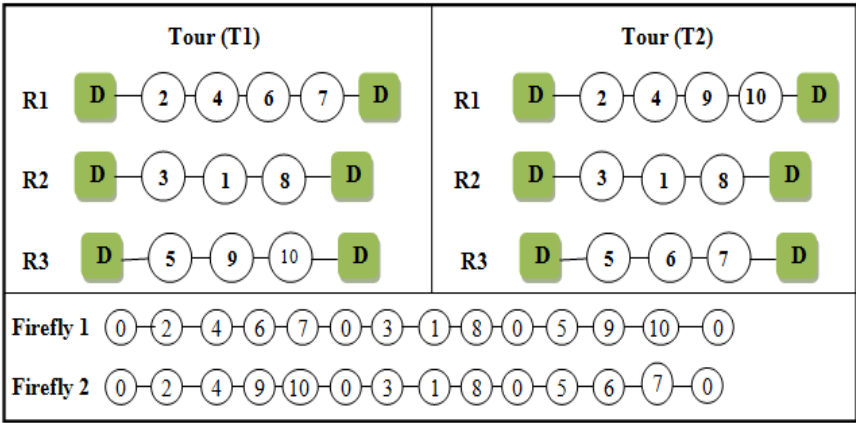 Tour (T1)
R1 D 2 4 6 7 D
R2 D 3 1 8 D
R3 D 5 9 10 D
Tour (T2)
R1 D 2 4 9 10 D
R2 D 3 1 8 D
R3 D 5 6 7 D
Firefly 1 0 2 4 6 7 0 3 1 8 0 5 9 10 0
Firefly 2 0 2 4 9 10 0 3 1 8 0 5 6 7 0